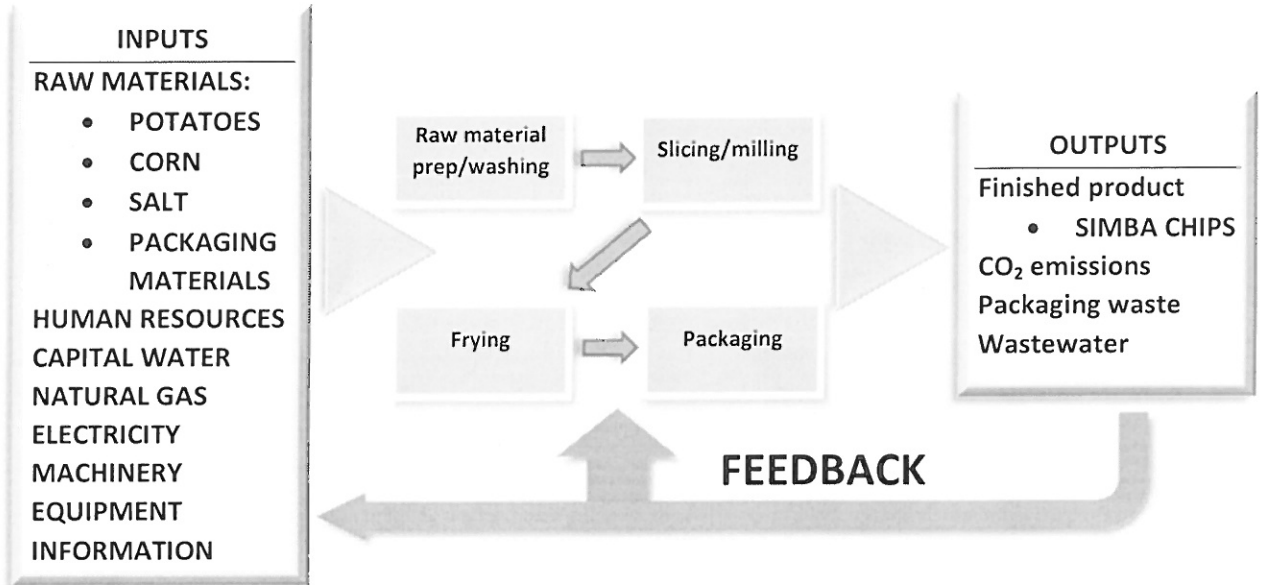 INPUTS
RAW MATERIALS:
• POTATOES
• CORN
• SALT
• PACKAGING
MATERIALS
HUMAN RESOURCES
CAPITAL WATER
NATURAL GAS
ELECTRICITY
MACHINERY
EQUIPMENT
INFORMATION
Raw material
prep/washing
Slicing/milling
Frying
Packaging
OUTPUTS
Finished product
• SIMBA CHIPS
CO₂ emissions
Packaging waste
Wastewater
FEEDBACK